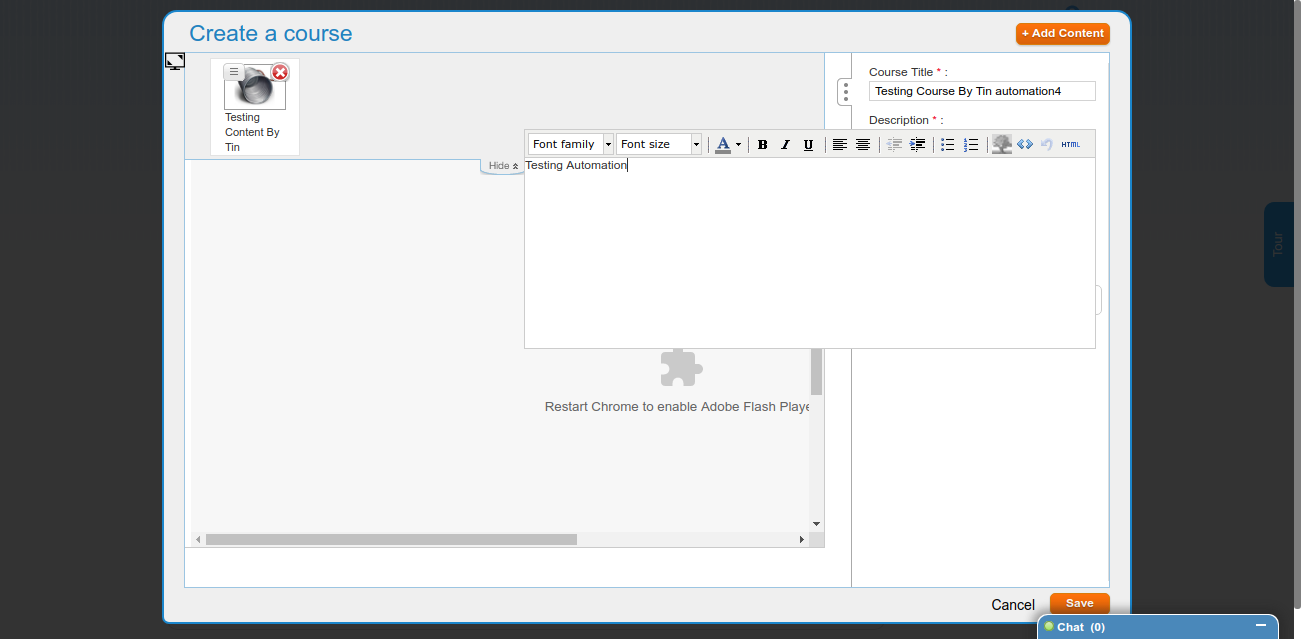 Create a course
+ Add Content
Testing
Content By
Tin
Course Title * :
Testing Course By Tin automation4
Description * :
Font family
Font size
A
B I U
HTML
Hide
Testing Automation
Tour
Restart Chrome to enable Adobe Flash Playe
Cancel
Save
Chat (0)